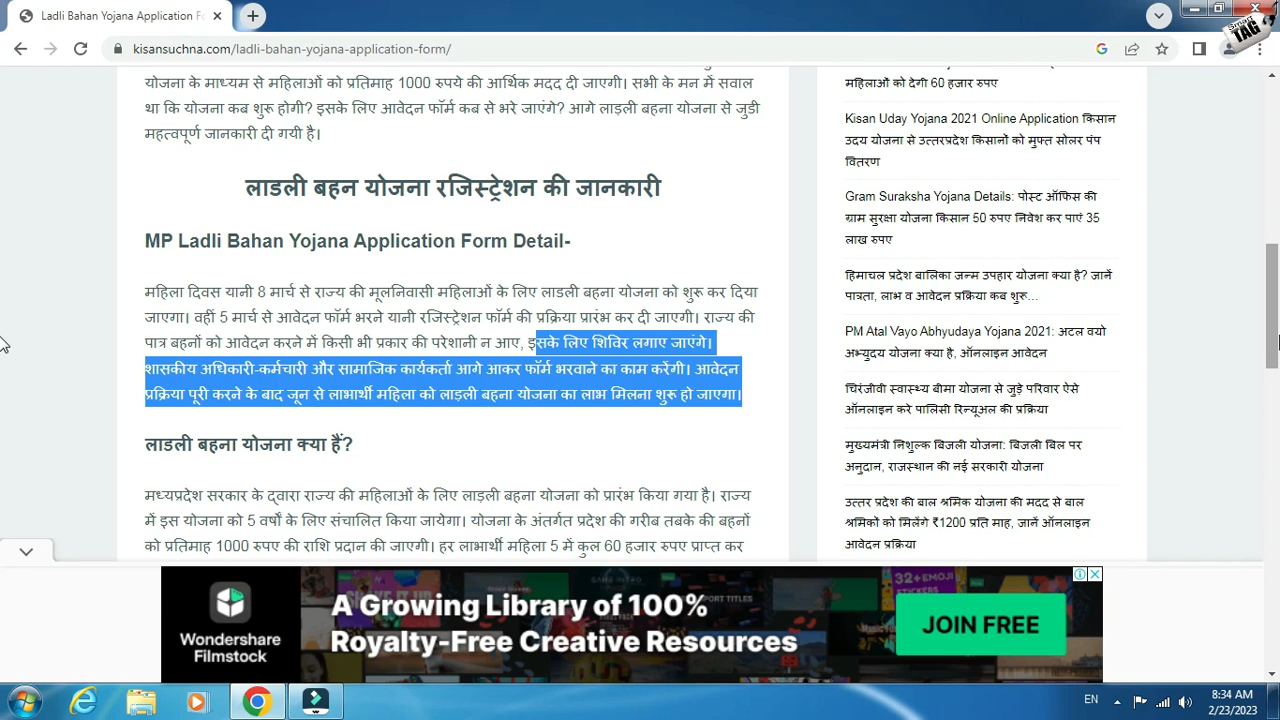 Ladli Bahan Yojana Application F
Smart
TAG
kisansuchna.com/ladli-bahan-yojana-application-form/
योजना के माध्यम से महिलाओं को प्रतिमाह 1000 रुपये की आर्थिक मदद दी जाएगी। सभी के मन में सवाल
था कि योजना कब शुरू होगी? इसके लिए आवेदन फॉर्म कब से भरे जाएंगे? आगे लाड़ली बहना योजना से जुडी
महत्वपूर्ण जानकारी दी गयी है।
लाडली बहन योजना रजिस्ट्रेशन की जानकारी
MP Ladli Bahan Yojana Application Form Detail-
महिला दिवस यानी 8 मार्च से राज्य की मूलनिवासी महिलाओं के लिए लाडली बहना योजना को शुरू कर दिया
जाएगा। वहीं 5 मार्च से आवेदन फॉर्म भरने यानी रजिस्ट्रेशन फॉर्म की प्रक्रिया प्रारंभ कर दी जाएगी। राज्य की
पात्र बहनों को आवेदन करने में किसी भी प्रकार की परेशानी न आए, इसके लिए शिविर लगाए जाएंगे।
शासकीय अधिकारी-कर्मचारी और सामाजिक कार्यकर्ता आगे आकर फॉर्म भरवाने का काम करेंगी। आवेदन
प्रक्रिया पूरी करने के बाद जून से लाभार्थी महिला को लाड़ली बहना योजना का लाभ मिलना शुरू हो जाएगा।
लाडली बहना योजना क्या हैं?
मध्यप्रदेश सरकार के द्वारा राज्य की महिलाओं के लिए लाड़ली बहना योजना को प्रारंभ किया गया है। राज्य
में इस योजना को 5 वर्षों के लिए संचालित किया जायेगा। योजना के अंतर्गत प्रदेश की गरीब तबके की बहनों
को प्रतिमाह 1000 रुपए की राशि प्रदान की जाएगी। हर लाभार्थी महिला 5 में कुल 60 हजार रुपए प्राप्त कर
महिलाओं को देगी 60 हजार रुपए
Kisan Uday Yojana 2021 Online Application किसान
उदय योजना से उत्तरप्रदेश किसानों को मुफ्त सोलर पंप
वितरण
Gram Suraksha Yojana Details: पोस्ट ऑफिस की
ग्राम सुरक्षा योजना किसान 50 रुपए निवेश कर पाएं 35
लाख रुपए
हिमाचल प्रदेश बालिका जन्म उपहार योजना क्या है? जानें
पात्रता, लाभ व आवेदन प्रक्रिया कब शुरू…
PM Atal Vayo Abhyudaya Yojana 2021: अटल वयो
अभ्युदय योजना क्या है, ऑनलाइन आवेदन
चिरंजीवी स्वास्थ्य बीमा योजना से जुड़े परिवार ऐसे
ऑनलाइन करे पालिसी रिन्यूअल की प्रक्रिया
मुख्यमंत्री निशुल्क बिजली योजना: बिजली बिल पर
अनुदान, राजस्थान की नई सरकारी योजना
उत्तर प्रदेश की बाल श्रमिक योजना की मदद से बाल
श्रमिकों को मिलेंगे ₹1200 प्रति माह, जानें ऑनलाइन
आवेदन प्रक्रिया
Wondershare
Filmstock
A Growing Library of 100%
Royalty-Free Creative Resources
32+EMOJI
JOIN FREE
EN
8:34 AM
2/23/2023